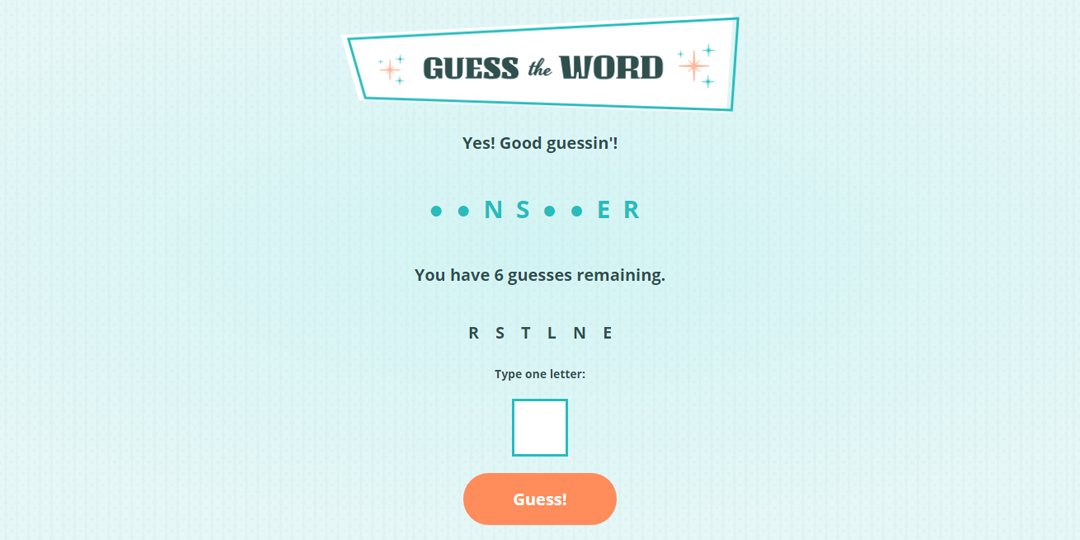 GUESS the WORD
Yes! Good guessin'!
● ● N S ● ● E R
You have 6 guesses remaining.
R S T L N E
Type one letter:
Guess!